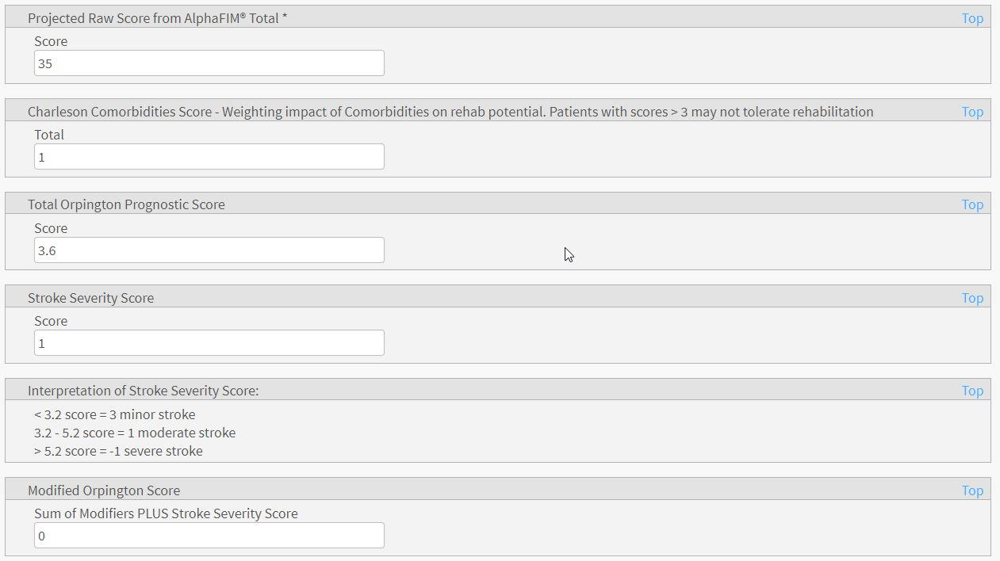 Projected Raw Score from AlphaFIM® Total * Top
Score
35
Charleson Comorbidities Score - Weighting impact of Comorbidities on rehab potential. Patients with scores > 3 may not tolerate rehabilitation Top
Total
1
Total Orpington Prognostic Score Top
Score
3.6
Stroke Severity Score Top
Score
1
Interpretation of Stroke Severity Score: Top
< 3.2 score = 3 minor stroke
3.2 - 5.2 score = 1 moderate stroke
> 5.2 score = -1 severe stroke
Modified Orpington Score Top
Sum of Modifiers PLUS Stroke Severity Score
0